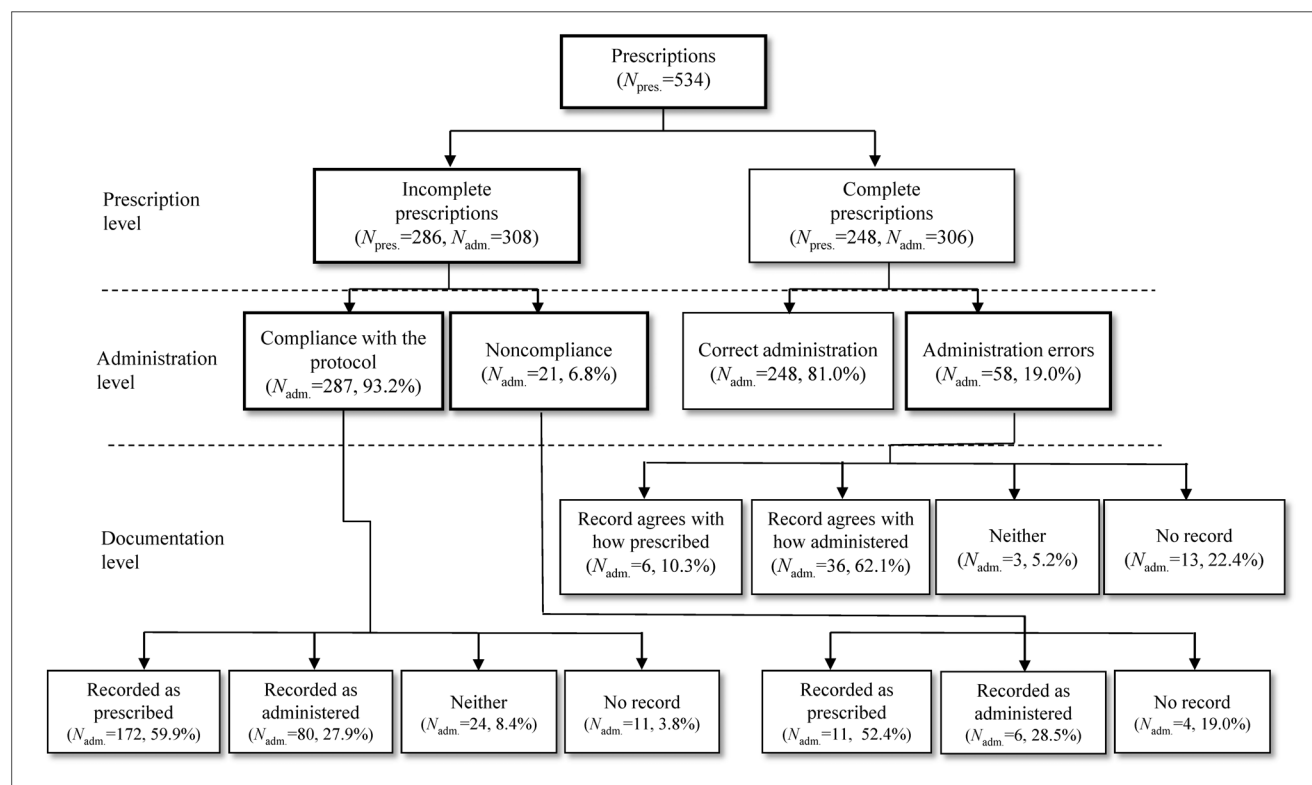 Prescriptions
(Npres.=534)
Prescription
level
Incomplete
prescriptions
(Npres.=286, Nadm.=308)
Complete
prescriptions
(Npres.=248, Nadm.=306)
Administration
level
Compliance with the
protocol
(Nadm.=287, 93.2%)
Noncompliance
(Nadm.=21, 6.8%)
Correct administration
(Nadm.=248, 81.0%)
Administration errors
(Nadm.=58, 19.0%)
Documentation
level
Record agrees with
how prescribed
(Nadm.=6, 10.3%)
Record agrees with
how administered
(Nadm.=36, 62.1%)
Neither
(Nadm.=3, 5.2%)
No record
(Nadm.=13, 22.4%)
Recorded as
prescribed
(Nadm.=172, 59.9%)
Recorded as
administered
(Nadm.=80, 27.9%)
Neither
(Nadm.=24, 8.4%)
No record
(Nadm.=11, 3.8%)
Recorded as
prescribed
(Nadm.=11, 52.4%)
Recorded as
administered
(Nadm.=6, 28.5%)
No record
(Nadm.=4, 19.0%)